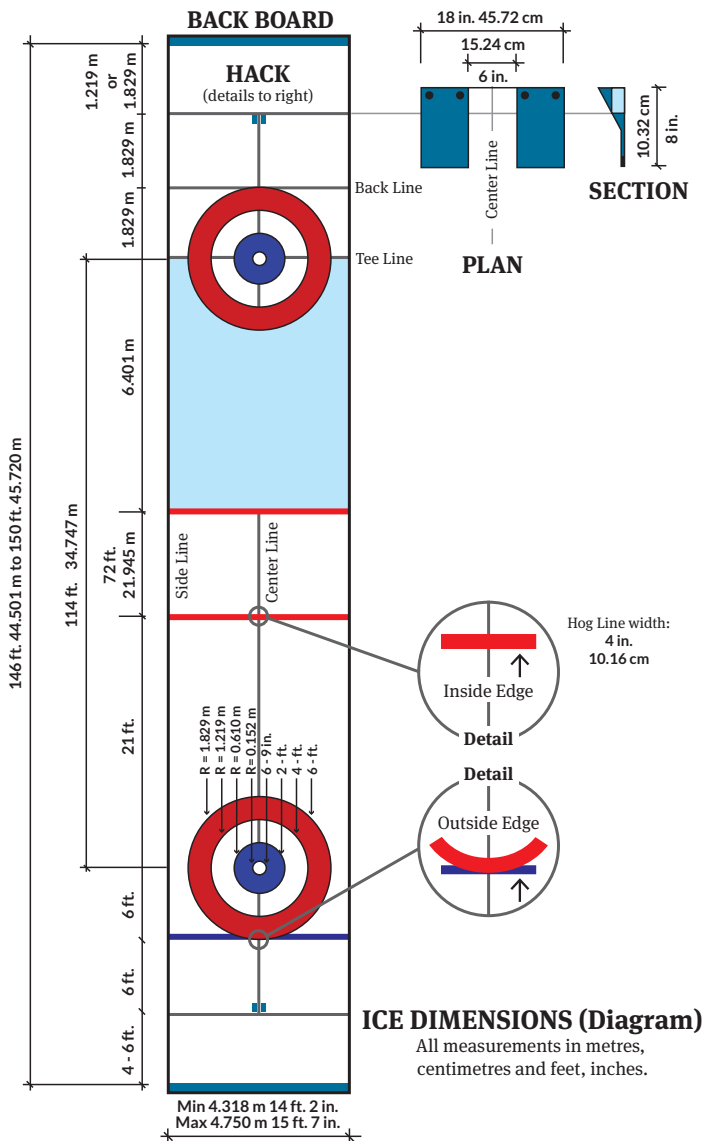 BACK BOARD
HACK
(details to right)
1.219 m
or
1.829 m
1.829 m
1.829 m
Back Line
Tee Line
18 in. 45.72 cm
15.24 cm
6 in.
Center Line
PLAN
10.32 cm
8 in.
SECTION
6.401 m
146 ft. 44.501 m to 150 ft. 45.720 m
114 ft. 34.747 m
72 ft.
21.945 m
Side Line
Center Line
Hog Line width:
4 in.
10.16 cm
Inside Edge
Detail
21 ft.
R = 1.829 m
R = 1.219 m
R = 0.610 m
R= 0.152 m
6 - 9 in.
2 - ft.
4 - ft.
6 - ft.
Detail
Outside Edge
6 ft.
6 ft.
4 - 6 ft.
ICE DIMENSIONS (Diagram)
All measurements in metres,
centimetres and feet, inches.
Min 4.318 m 14 ft. 2 in.
Max 4.750 m 15 ft. 7 in.